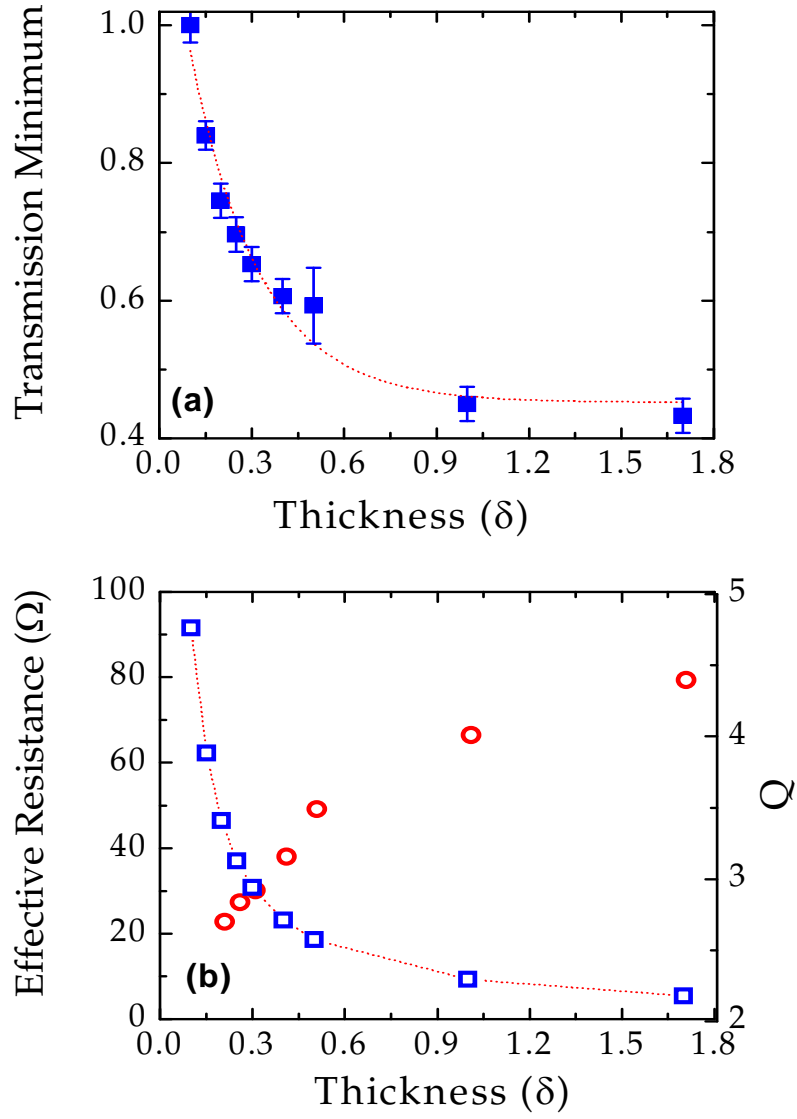 Transmission Minimum
1.0
0.8
0.6
0.4
(a)
0.0 0.3 0.6 0.9 1.2 1.5 1.8
Thickness (δ)
Effective Resistance (Ω)
100
80
60
40
20
0
(b)
5
4
3
2
Q
0.0 0.3 0.6 0.9 1.2 1.5 1.8
Thickness (δ)